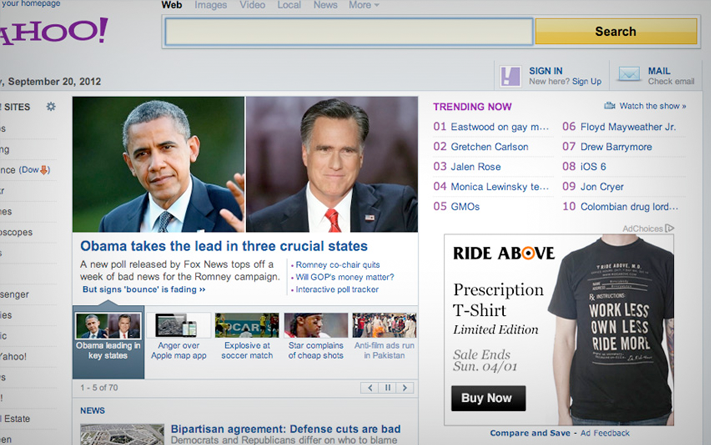 your homepage
Web Images Video Local News More
AHOO!
Search
, September 20, 2012
SIGN IN
New here? Sign Up
MAIL
Check email
SITES
(Dow
TRENDING NOW
Watch the show »
01 Eastwood on gay m...
02 Gretchen Carlson
03 Jalen Rose
04 Monica Lewinsky te...
05 GMOs
06 Floyd Mayweather Jr.
07 Drew Barrymore
08 iOS 6
09 Jon Cryer
10 Colombian drug lord...
Obama takes the lead in three crucial states
A new poll released by Fox News tops off a
week of bad news for the Romney campaign.
But signs 'bounce' is fading »
• Romney co-chair quits
• Will GOP's money matter?
• Interactive poll tracker
Obama leading in
key states
Anger over
Apple map app
OCAR
Explosive at
soccer match
Star complains
of cheap shots
Anti-film ads run
in Pakistan
1 - 5 of 70
NEWS
Bipartisan agreement: Defense cuts are bad
Democrats and Republicans differ on who to blame
Yahoo!
Estate
AdChoices
RIDE ABOVE
Prescription
T-Shirt
Limited Edition
Sale Ends
Sun. 04/01
Buy Now
TO RIDE ABOVE, M.D.
INSTRUCTIONS:
WORK LESS
OWN LESS
RIDE MORE
Compare and Save - Ad Feedback